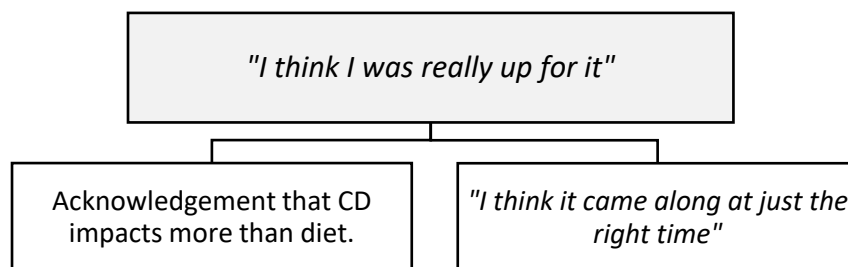 "I think I was really up for it"
Acknowledgement that CD
impacts more than diet.
"I think it came along at just the
right time"